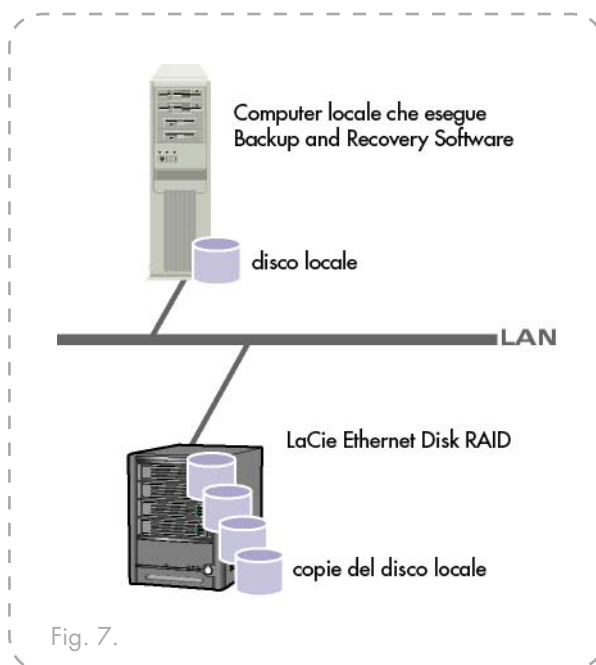 Computer locale che esegue
Backup and Recovery Software
disco locale
LAN
LaCie Ethernet Disk RAID
copie del disco locale
Fig. 7.